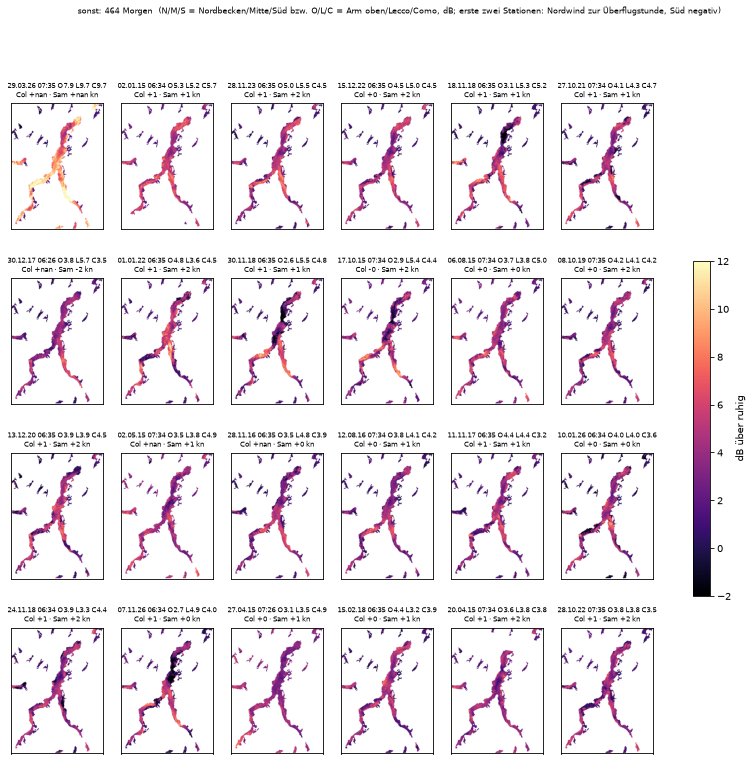 sonst: 464 Morgen (N/M/S = Nordbecken/Mitte/Süd bzw. O/L/C = Arm oben/Lecco/Como, dB; erste zwei Stationen: Nordwind zur Überflugstunde, Süd negativ)
29.03.26 07:35 O7.9 L9.7 C9.7
Col +nan · Sam +nan kn
02.01.15 06:34 O5.3 L5.2 C5.7
Col +1 · Sam +1 kn
28.11.23 06:35 O5.0 L5.5 C4.5
Col +1 · Sam +2 kn
15.12.22 06:35 O4.5 L5.0 C4.5
Col +0 · Sam +2 kn
18.11.18 06:35 O3.1 L5.3 C5.2
Col +1 · Sam +1 kn
27.10.21 07:34 O4.1 L4.3 C4.7
Col +1 · Sam +1 kn
30.12.17 06:26 O3.8 L5.7 C3.5
Col +nan · Sam -2 kn
01.01.22 06:35 O4.8 L3.6 C4.5
Col +1 · Sam +2 kn
30.11.18 06:35 O2.6 L5.5 C4.8
Col +1 · Sam +1 kn
17.10.15 07:34 O2.9 L5.4 C4.4
Col -0 · Sam +2 kn
06.08.15 07:34 O3.7 L3.8 C5.0
Col +0 · Sam +0 kn
08.10.19 07:35 O4.2 L4.1 C4.2
Col +0 · Sam +2 kn
13.12.20 06:35 O3.9 L3.9 C4.5
Col +1 · Sam +2 kn
02.05.15 07:34 O3.5 L3.8 C4.9
Col +nan · Sam +1 kn
28.11.16 06:35 O3.5 L4.8 C3.9
Col +nan · Sam +0 kn
12.08.16 07:34 O3.8 L4.1 C4.2
Col +0 · Sam +2 kn
11.11.17 06:35 O4.4 L4.4 C3.2
Col +1 · Sam +2 kn
10.01.26 06:34 O4.0 L4.0 C3.6
Col +0 · Sam +0 kn
24.11.18 06:34 O3.9 L3.3 C4.4
Col +1 · Sam +2 kn
07.11.26 06:34 O2.7 L4.9 C4.0
Col +1 · Sam +0 kn
27.04.15 07:26 O3.1 L3.5 C4.9
Col +0 · Sam +1 kn
15.02.18 06:35 O4.4 L3.2 C3.9
Col +0 · Sam +1 kn
20.04.15 07:34 O3.6 L3.8 C3.8
Col +1 · Sam +2 kn
28.10.22 07:35 O3.8 L3.8 C3.5
Col +1 · Sam +2 kn
12
10
8
6
4
2
0
−2
dB über ruhig